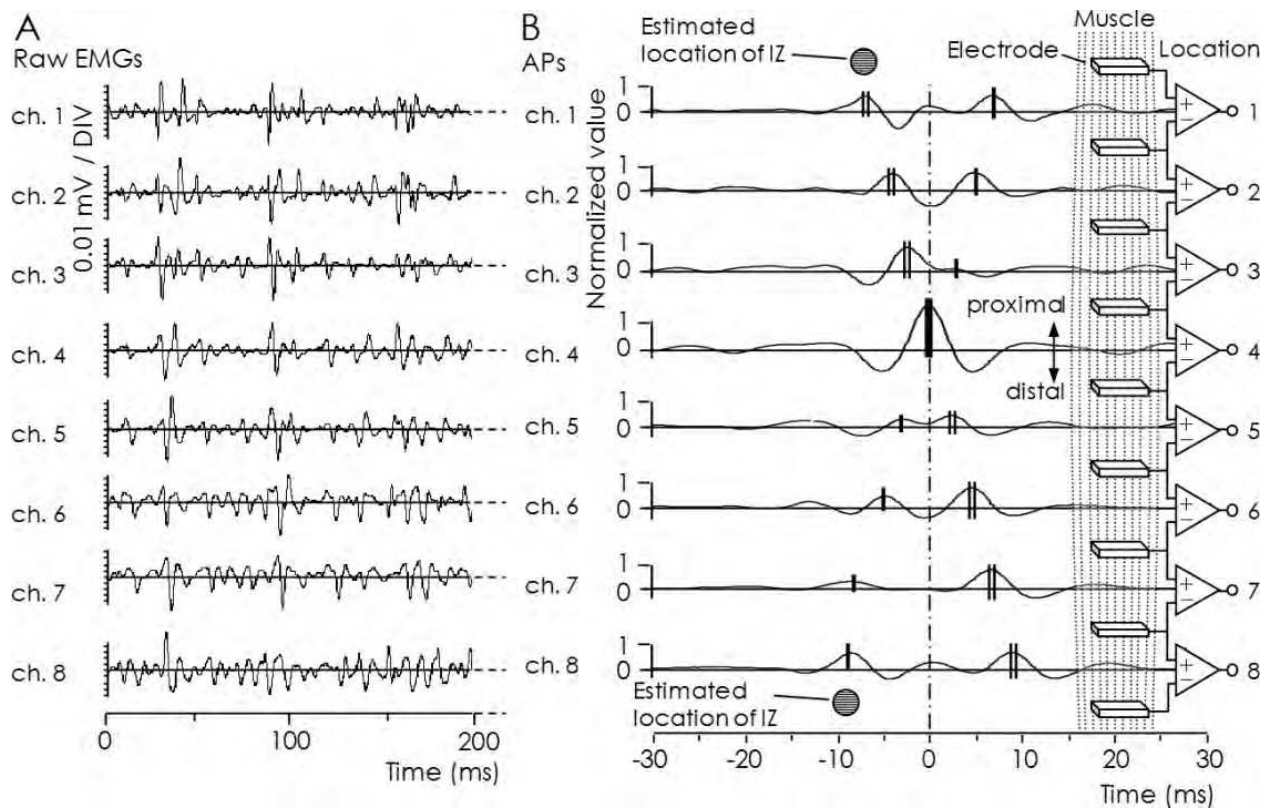 A
Raw EMGs
0.01 mV / DIV
ch. 1
ch. 2
ch. 3
ch. 4
ch. 5
ch. 6
ch. 7
ch. 8
0
100
200
Time (ms)
B
APs
Estimated
location of IZ
Electrode
Muscle
Location
Normalized value
ch. 1
1
0
+
−
1
ch. 2
1
0
+
−
2
ch. 3
1
0
+
−
3
proximal
ch. 4
1
0
+
−
4
distal
ch. 5
1
0
+
−
5
ch. 6
1
0
+
−
6
ch. 7
1
0
+
−
7
ch. 8
1
0
+
−
8
Estimated
location of IZ
-30
-20
-10
0
10
20
30
Time (ms)